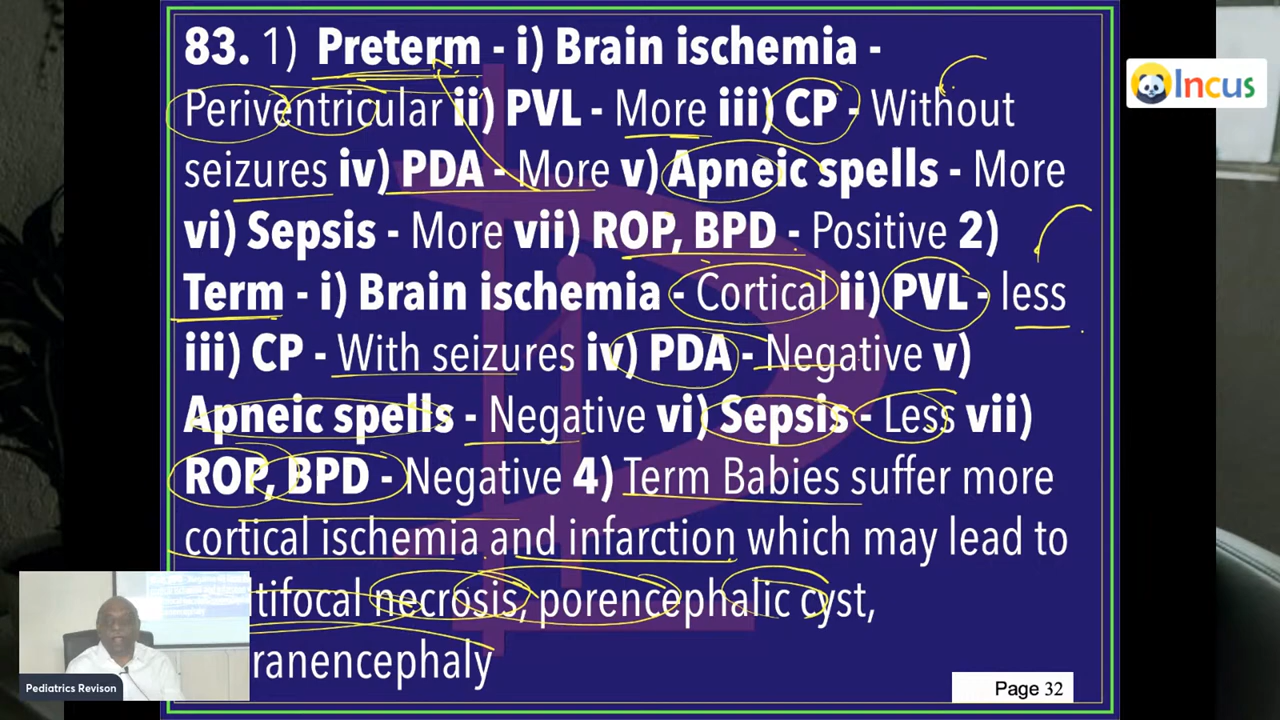 83. 1) Preterm - i) Brain ischemia -
Periventricular ii) PVL - More iii) CP - Without
seizures iv) PDA - More v) Apneic spells - More
vi) Sepsis - More vii) ROP, BPD - Positive 2)
Term - i) Brain ischemia - Cortical ii) PVL - less
iii) CP - With seizures iv) PDA - Negative v)
Apneic spells - Negative vi) Sepsis - Less vii)
ROP, BPD - Negative 4) Term Babies suffer more
cortical ischemia and infarction which may lead to
tifocal necrosis, porencephalic cyst,
ranencephaly
Incus
Pediatrics Revison
Page 32